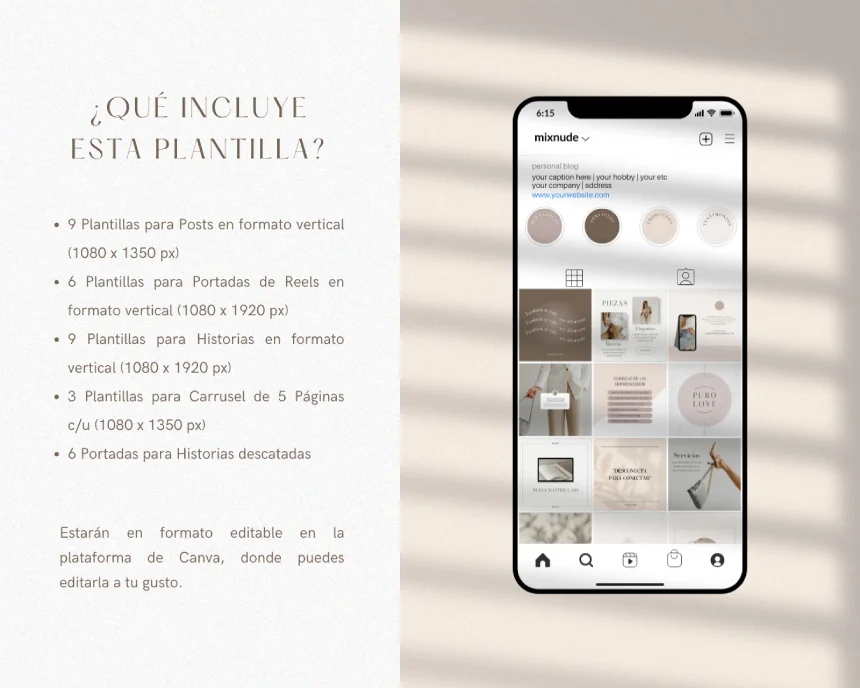 ¿QUÉ INCLUYE
ESTA PLANTILLA?
9 Plantillas para Posts en formato vertical
(1080 x 1350 px)
6 Plantillas para Portadas de Reels en
formato vertical (1080 x 1920 px)
9 Plantillas para Historias en formato
vertical (1080 x 1920 px)
3 Plantillas para Carrusel de 5 Páginas
c/u (1080 x 1350 px)
6 Portadas para Historias descatadas
Estarán en formato editable en la
plataforma de Canva, donde puedes
editarla a tu gusto.
6:15
mixnude
personal.blog
your caption here | your hobby | your etc
your company | address
www.yourwebsite.com
PIEZAS
CONSEJO DE UN
EMPRENDEDOR
PURO
LOVE
"DESCONECTA
PARA CONECTAR"
Servicios